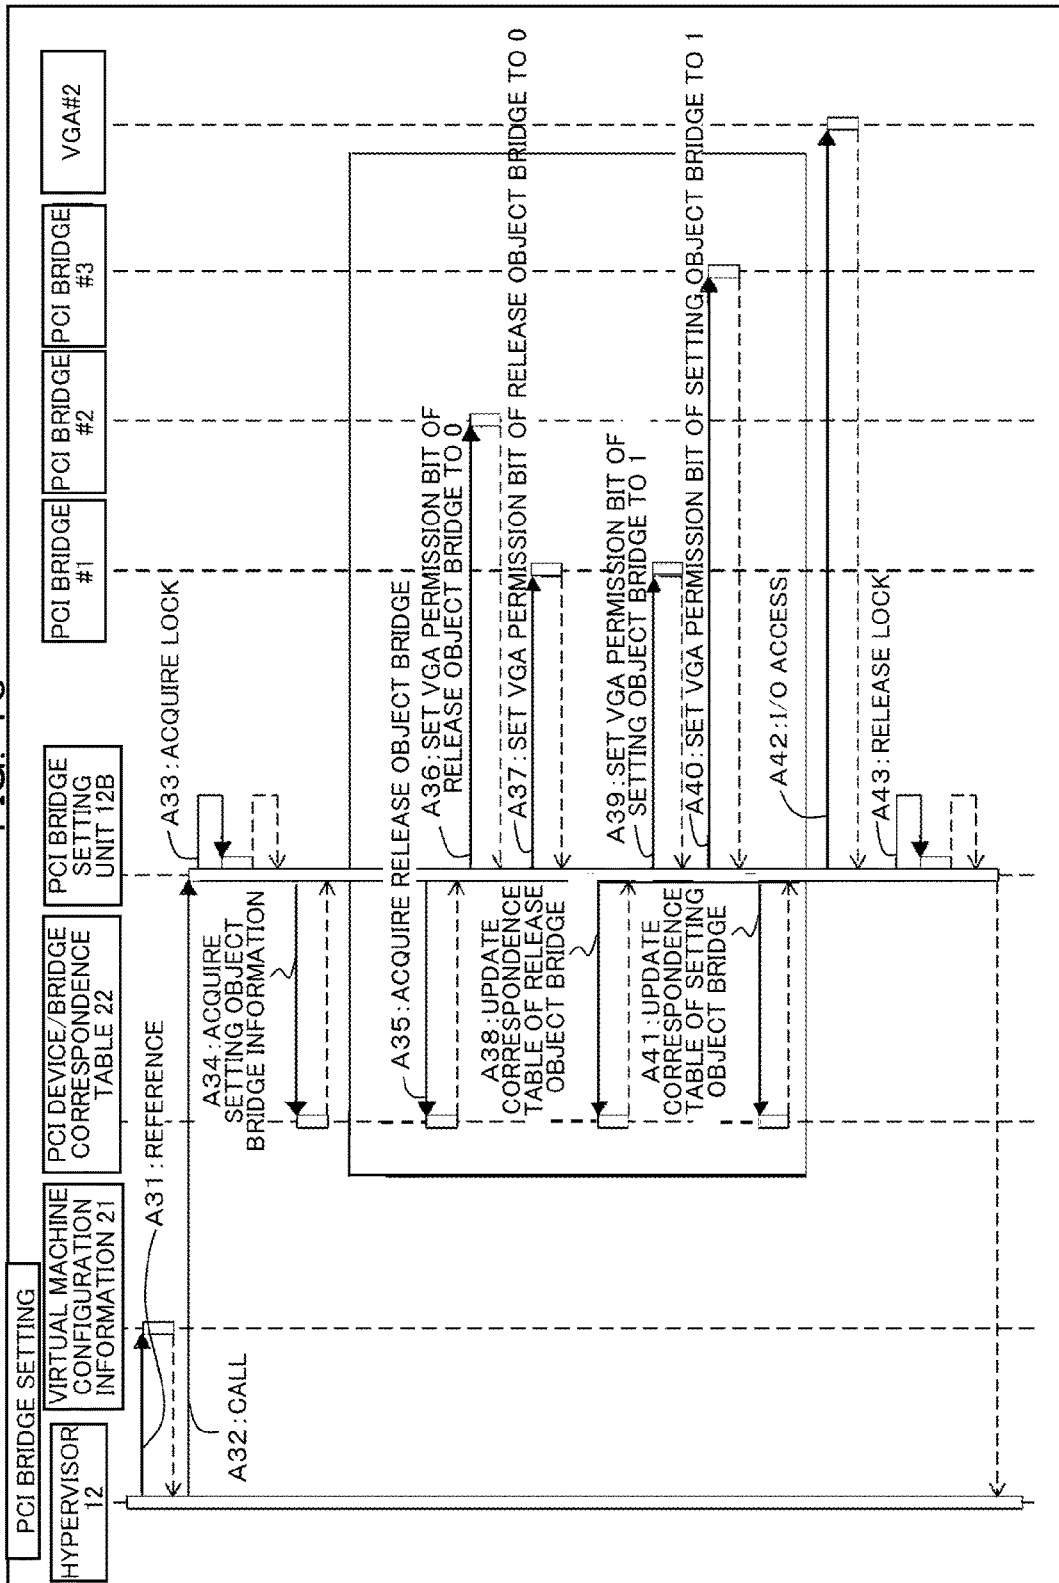 PCI BRIDGE SETTING
HYPERVISOR
12
VIRTUAL MACHINE
CONFIGURATION
INFORMATION 21
PCI DEVICE/BRIDGE
CORRESPONDENCE
TABLE 22
PCI BRIDGE
SETTING
UNIT 12B
PCI BRIDGE
#1
PCI BRIDGE
#2
PCI BRIDGE
#3
VGA#2
A31:REFERENCE
A32:CALL
A33:ACQUIRE LOCK
A34:ACQUIRE
SETTING OBJECT
BRIDGE INFORMATION
A35:ACQUIRE RELEASE OBJECT BRIDGE
A36:SET VGA PERMISSION BIT OF
RELEASE OBJECT BRIDGE TO 0
A37:SET VGA PERMISSION BIT OF RELEASE OBJECT BRIDGE TO 0
A38:UPDATE
CORRESPONDENCE
TABLE OF RELEASE
OBJECT BRIDGE
A39:SET VGA PERMISSION BIT OF
SETTING OBJECT BRIDGE TO 1
A40:SET VGA PERMISSION BIT OF SETTING OBJECT BRIDGE TO 1
A41:UPDATE
CORRESPONDENCE
TABLE OF SETTING
OBJECT BRIDGE
A42:I/O ACCESS
A43:RELEASE LOCK